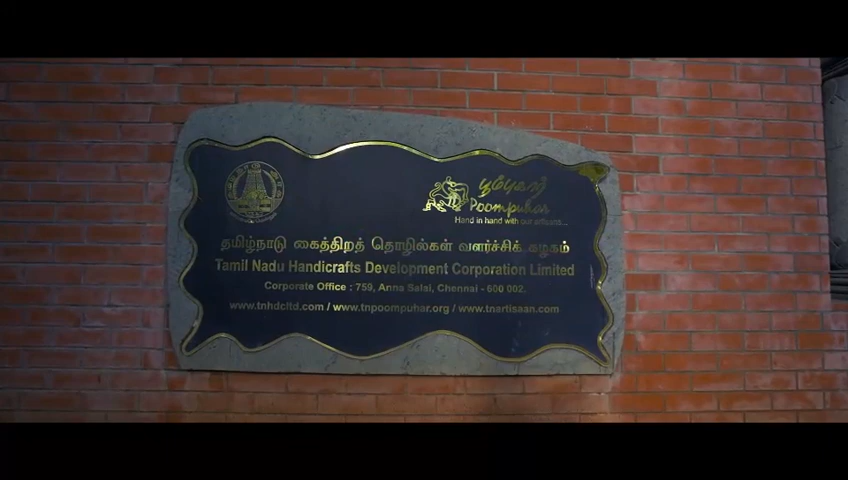 பூம்புகார்
Poompuhar
Hand in hand with our artisans...
தமிழ்நாடு கைத்திறத் தொழில்கள் வளர்ச்சிக் கழகம்
Tamil Nadu Handicrafts Development Corporation Limited
Corporate Office : 759, Anna Salai, Chennai - 600 002.
www.tnhdcltd.com / www.tnpoompuhar.org / www.tnartisaan.com